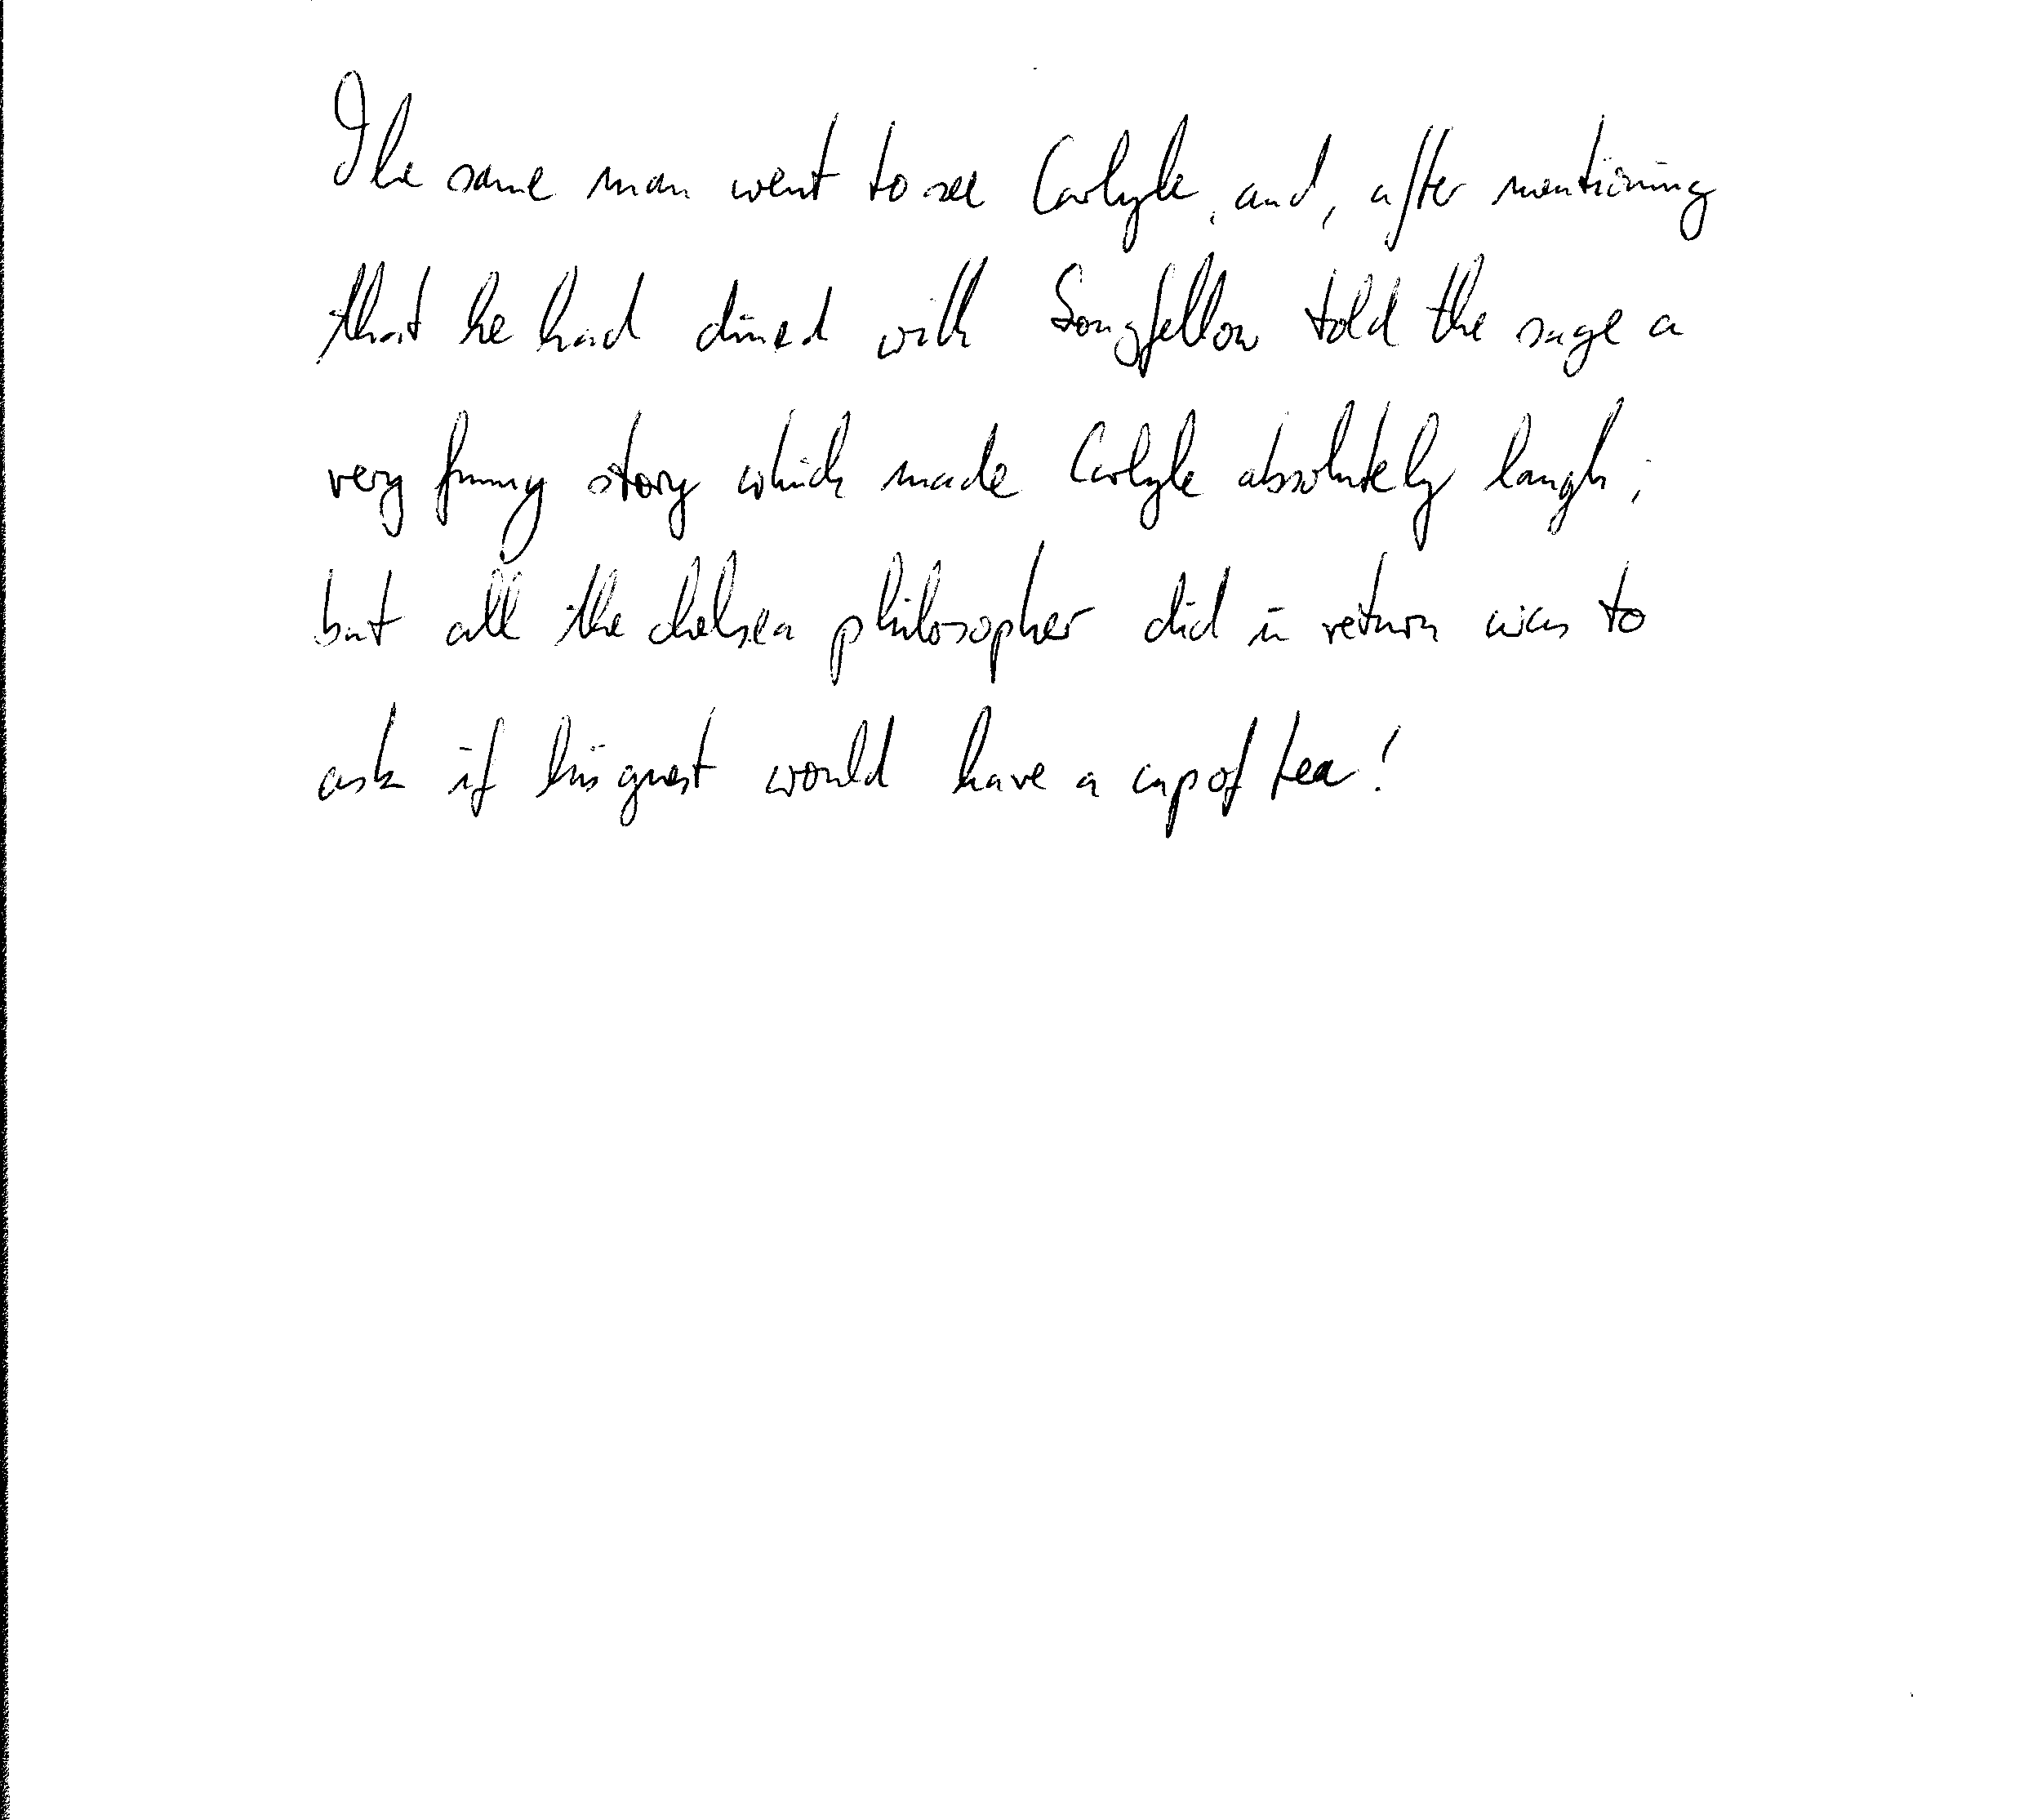 The same man went to see Carlyle, and, after mentioning
that he had dined with Longfellow told the sage a
very funny story which made Carlyle absolutely laugh;
but all the chelsea philosopher did in return was to
ask if his guest would have a cup of tea!